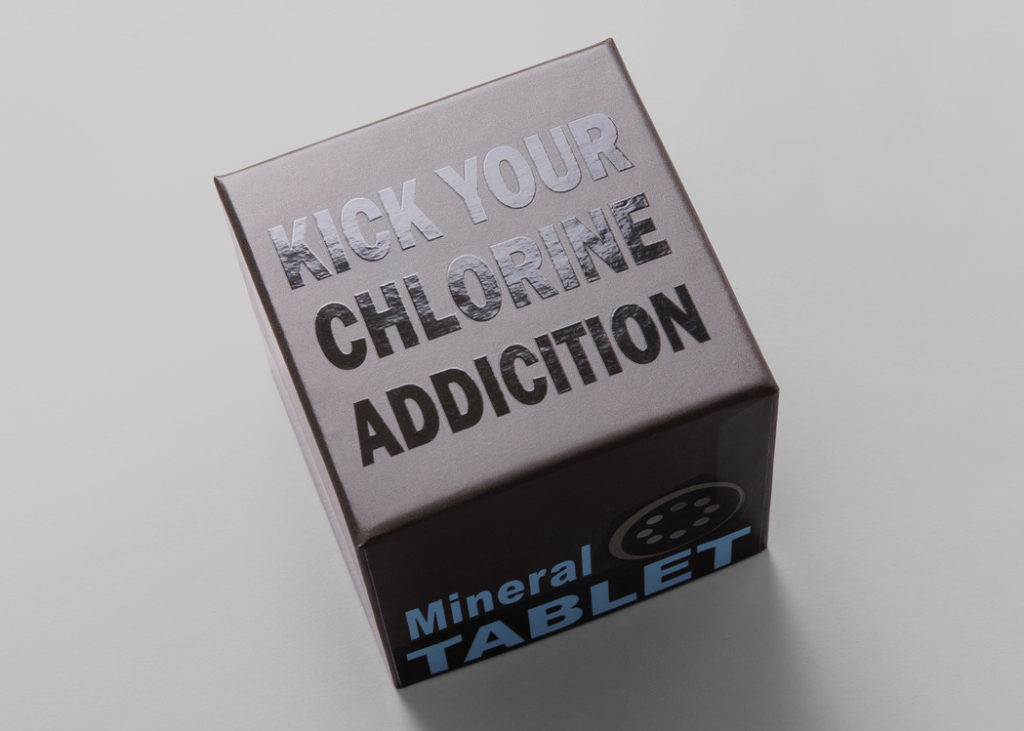 KICK YOUR
CHLORINE
ADDICITION
Mineral
TABLET